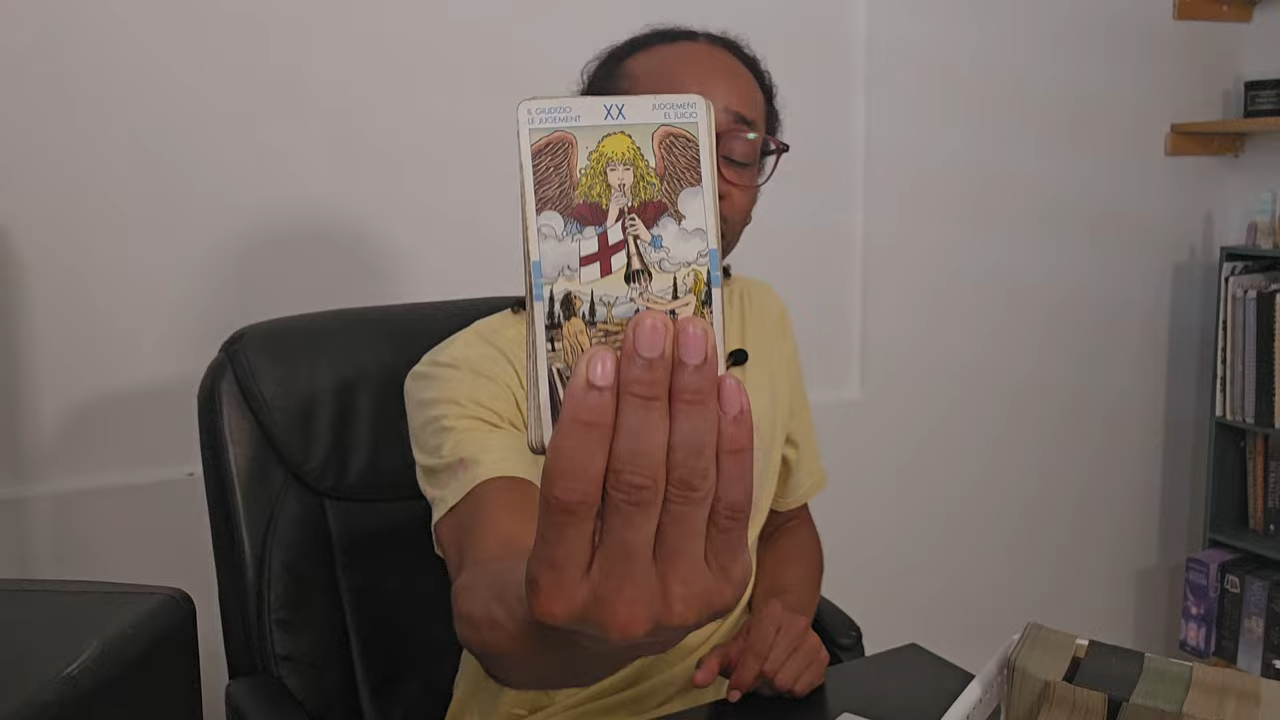 IL GIUDIZIO
LE JUGEMENT
XX
JUDGEMENT
EL JUICIO